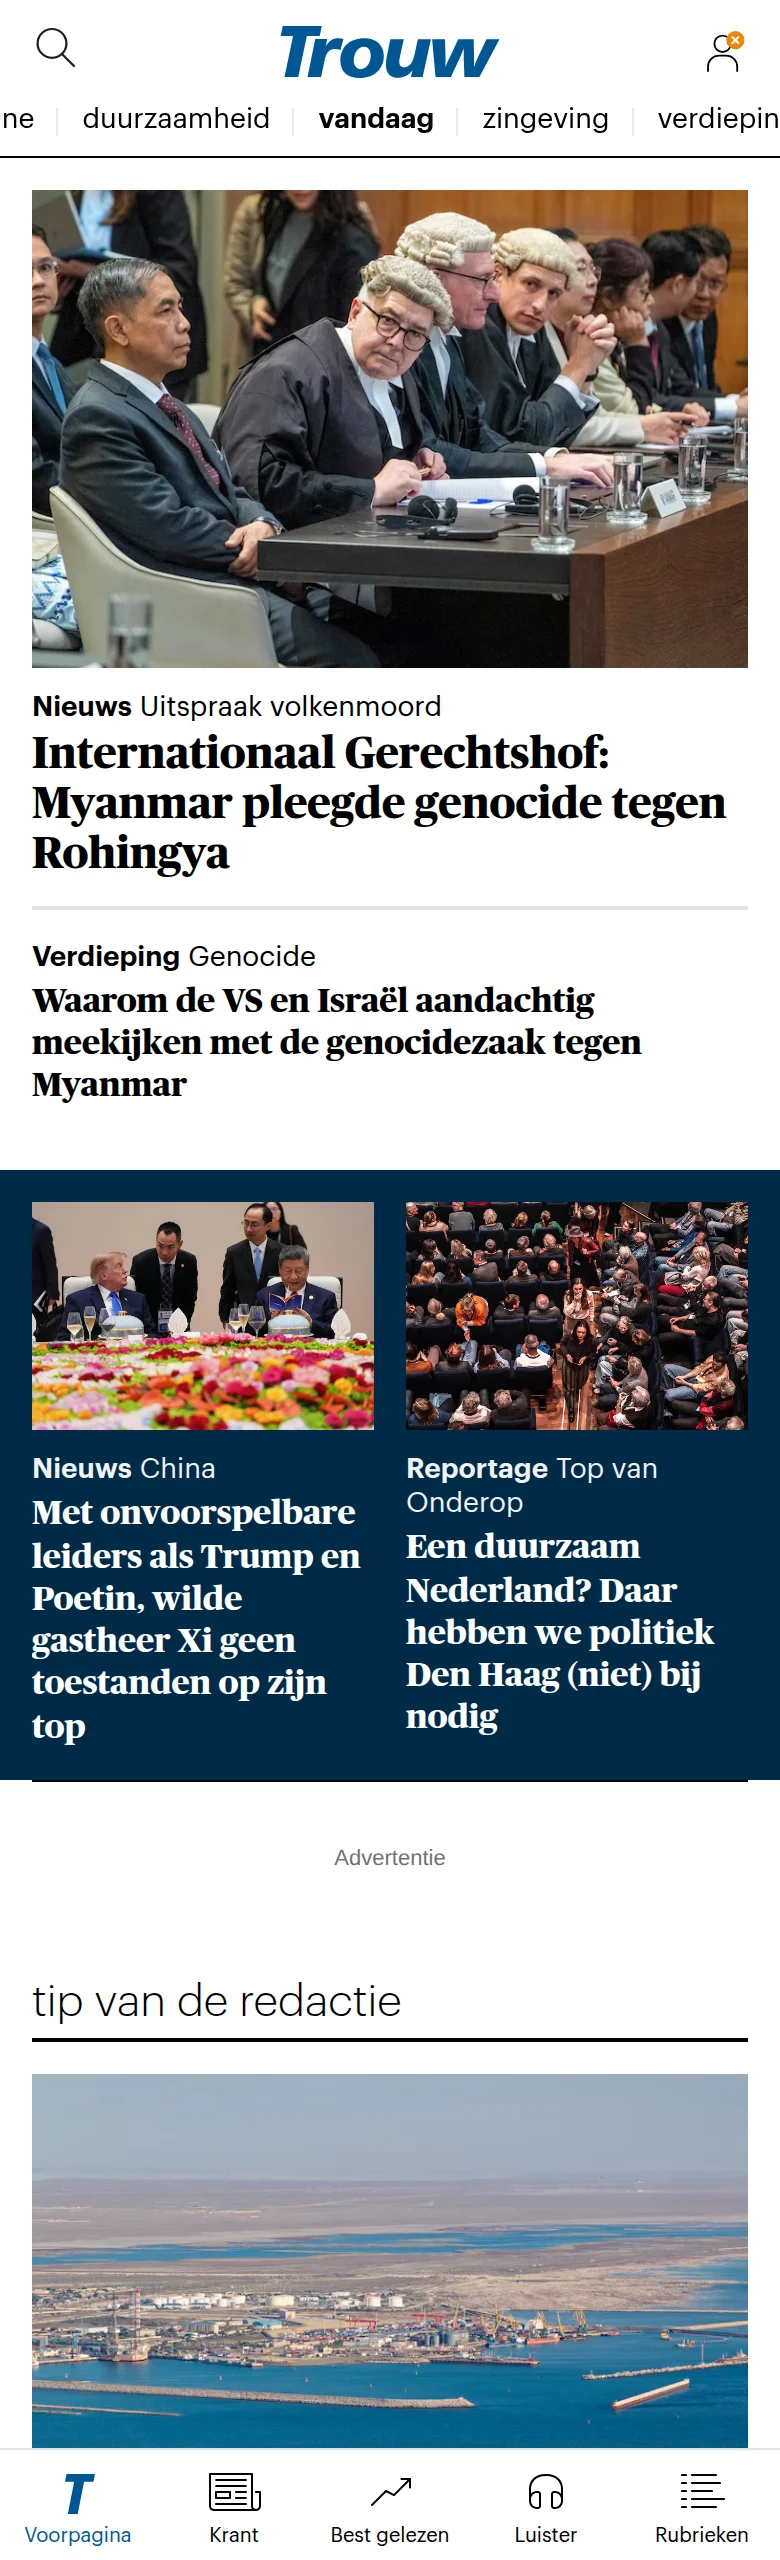 Trouw
ne duurzaamheid vandaag zingeving verdiepin
Nieuws Uitspraak volkenmoord
Internationaal Gerechtshof:
Myanmar pleegde genocide tegen
Rohingya
Verdieping Genocide
Waarom de VS en Israël aandachtig
meekijken met de genocidezaak tegen
Myanmar
Nieuws China
Met onvoorspelbare
leiders als Trump en
Poetin, wilde
gastheer Xi geen
toestanden op zijn
top
Reportage Top van
Onderop
Een duurzaam
Nederland? Daar
hebben we politiek
Den Haag (niet) bij
nodig
Advertentie
tip van de redactie
T
Voorpagina Krant Best gelezen Luister Rubrieken